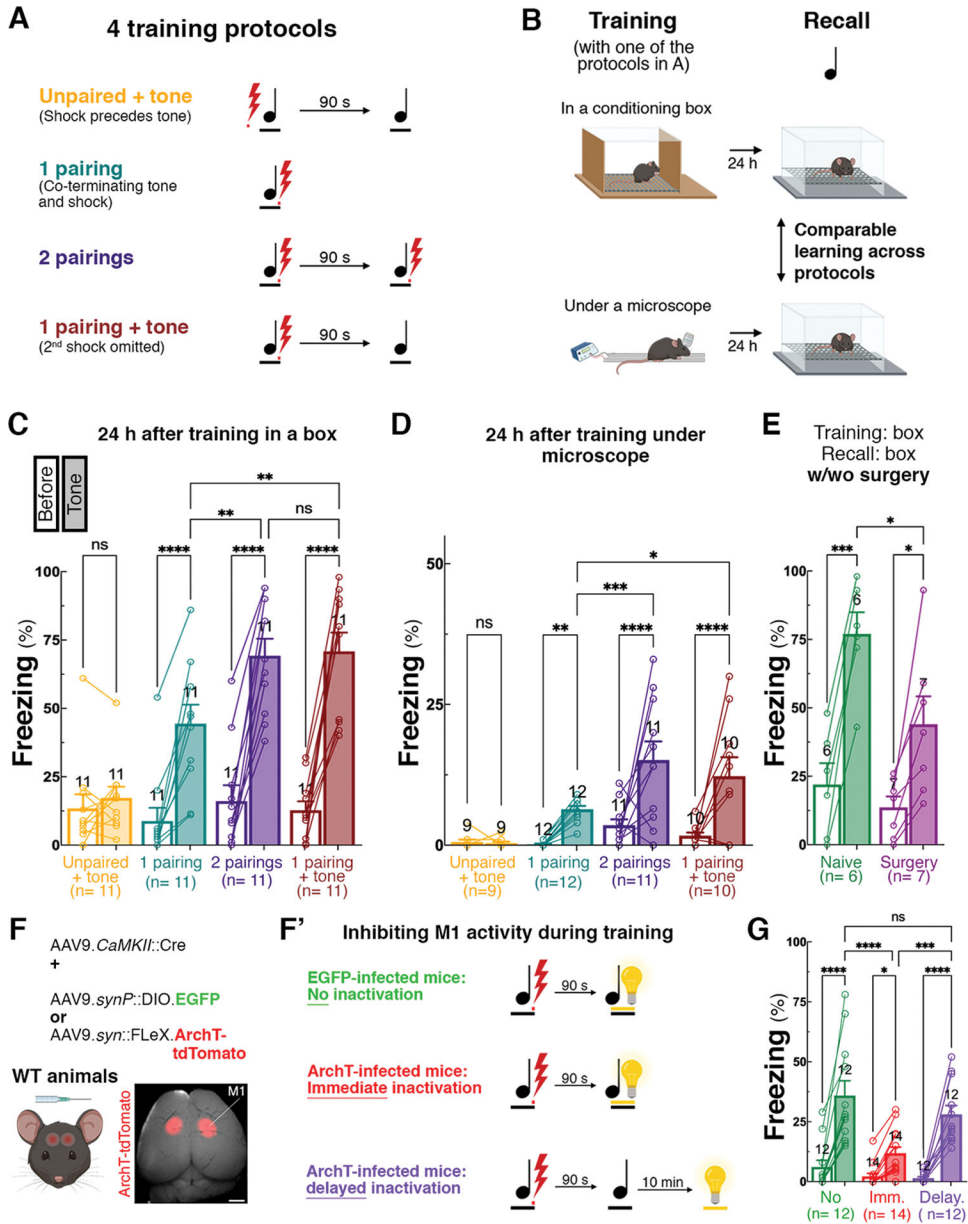 A
4 training protocols
Unpaired + tone
(Shock precedes tone)
90 s
1 pairing
(Co-terminating tone
and shock)
2 pairings
90 s
1 pairing + tone
(2nd shock omitted)
90 s
B
Training
(with one of the
protocols in A)
Recall
In a conditioning box
24 h
Comparable
learning across
protocols
Under a microscope
24 h
C
24 h after training in a box
Before
Tone
**
**
ns
ns
****
****
****
100
75
50
25
0
Freezing (%)
11
11
11
11
11
11
11
11
Unpaired
+ tone
(n= 11)
1 pairing
(n= 11)
2 pairings
(n= 11)
1 pairing
+ tone
(n= 11)
D
24 h after training under
microscope
*
***
ns
**
****
****
50
25
0
Freezing (%)
9
9
12
12
11
11
10
10
Unpaired
+ tone
(n=9)
1 pairing
(n=12)
2 pairings
(n=11)
1 pairing
+ tone
(n=10)
E
Training: box
Recall: box
w/wo surgery
*
***
*
100
75
50
25
0
Freezing (%)
6
6
7
7
Naive
(n= 6)
Surgery
(n= 7)
F
AAV9.CaMKII::Cre
+
AAV9.synP::DIO.EGFP
or
AAV9.syn::FLeX.ArchT-
tdTomato
WT animals
ArchT-tdTomato
M1
F'
Inhibiting M1 activity during training
EGFP-infected mice:
No inactivation
90 s
ArchT-infected mice:
Immediate inactivation
90 s
ArchT-infected mice:
delayed inactivation
90 s
10 min
G
ns
****
***
****
*
****
100
75
50
25
0
Freezing (%)
12
12
14
14
12
12
No
(n= 12)
Imm.
(n= 14)
Delay.
( n=12)